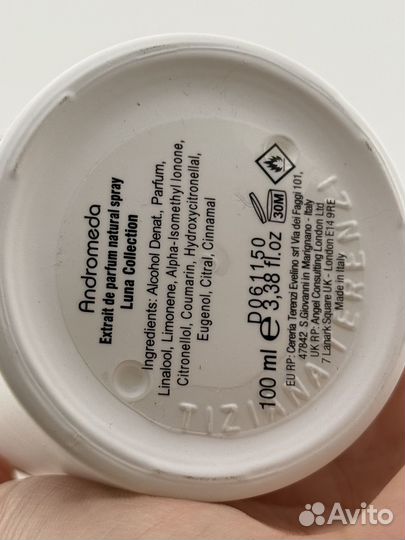 Andromeda
Extrait de parfum natural spray
Luna Collection
Ingredients: Alcohol Denat., Parfum,
Linalool, Limonene, Alpha-Isomethyl Ionone,
Citronellol, Coumarin, Hydroxycitronellal,
Eugenol, Citral, Cinnamal
30M
D061150
100 ml e 3,38 fl.oz
EU RP: Cereria Terenzi Evelino srl Via dei Faggi 101,
47842 S.Giovanni in Marignano - Italy
UK RP: Angel Consulting London Ltd
7 Lanark Square UK - London E14 9RE
Made in Italy
TIZIANA TERENZI
Avito